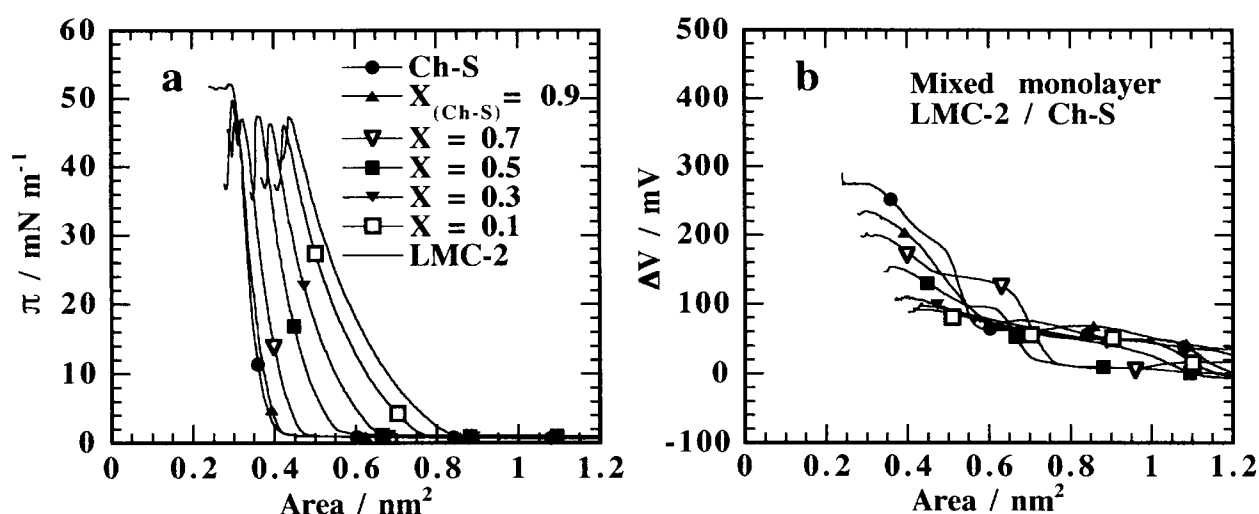 60
50
40
30
20
10
0
π / mN m⁻¹
a
Ch-S
X(Ch-S) = 0.9
X = 0.7
X = 0.5
X = 0.3
X = 0.1
LMC-2
0 0.2 0.4 0.6 0.8 1 1.2
Area / nm²
500
400
300
200
100
0
-100
ΔV / mV
b
Mixed monolayer
LMC-2 / Ch-S
0 0.2 0.4 0.6 0.8 1 1.2
Area / nm²